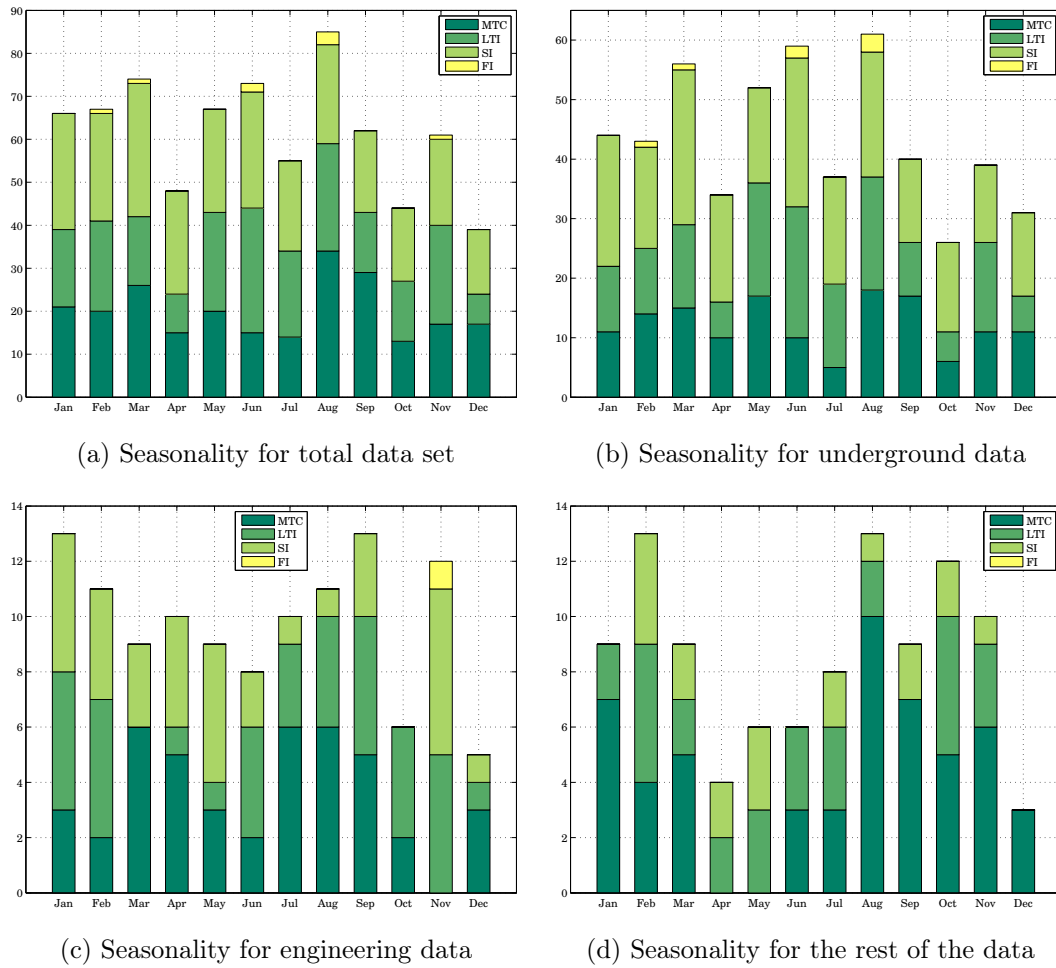 90
80
70
60
50
40
30
20
10
0
MTC
LTI
SI
FI
Jan Feb Mar Apr May Jun Jul Aug Sep Oct Nov Dec
(a) Seasonality for total data set
60
50
40
30
20
10
0
MTC
LTI
SI
FI
Jan Feb Mar Apr May Jun Jul Aug Sep Oct Nov Dec
(b) Seasonality for underground data
14
12
10
8
6
4
2
0
MTC
LTI
SI
FI
Jan Feb Mar Apr May Jun Jul Aug Sep Oct Nov Dec
(c) Seasonality for engineering data
14
12
10
8
6
4
2
0
MTC
LTI
SI
FI
Jan Feb Mar Apr May Jun Jul Aug Sep Oct Nov Dec
(d) Seasonality for the rest of the data